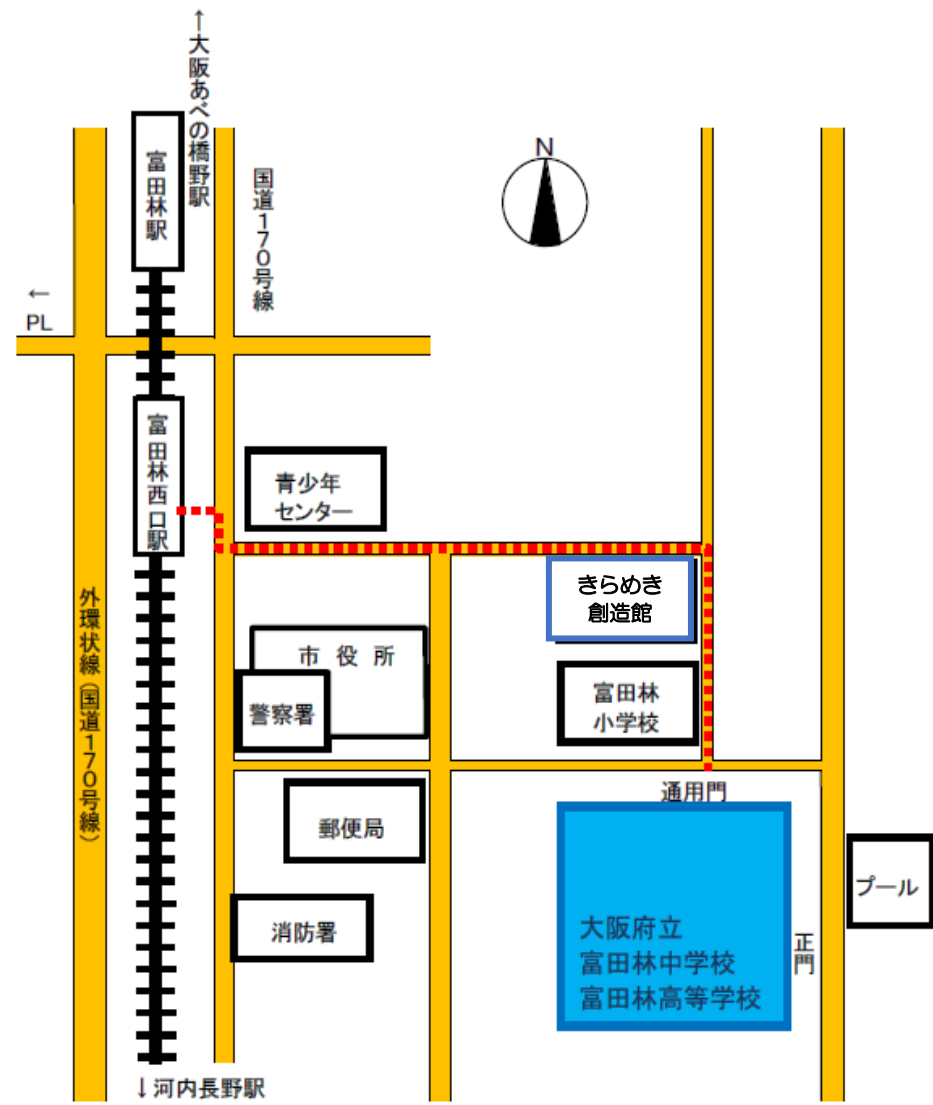 ←大阪あべの橋野駅
富田林駅
国道170号線
N
←
PL
富田林西口駅
青少年
センター
きらめき
創造館
外環状線(国道170号線)
市役所
警察署
富田林
小学校
通用門
郵便局
プール
消防署
大阪府立
富田林中学校
富田林高等学校
正門
↓河内長野駅